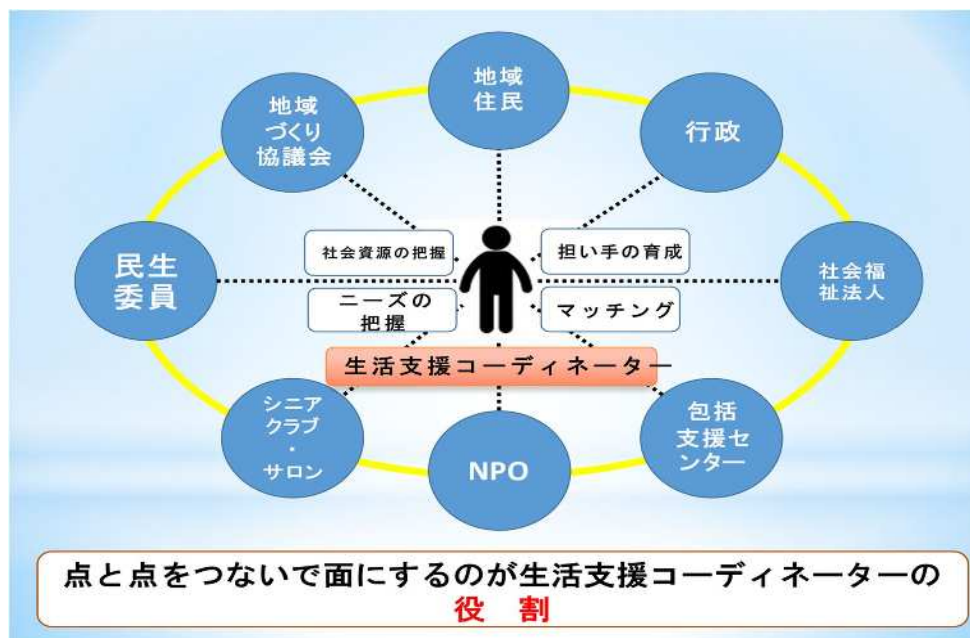 地域
住民
地域
づくり
協議会
行政
民生
委員
社会資源の把握
担い手の育成
社会福
祉法人
ニーズの
把握
マッチング
生活支援コーディネーター
シニア
クラブ
・
サロン
NPO
包括
支援セ
ンター
点と点をつないで面にするのが生活支援コーディネーターの
役　割